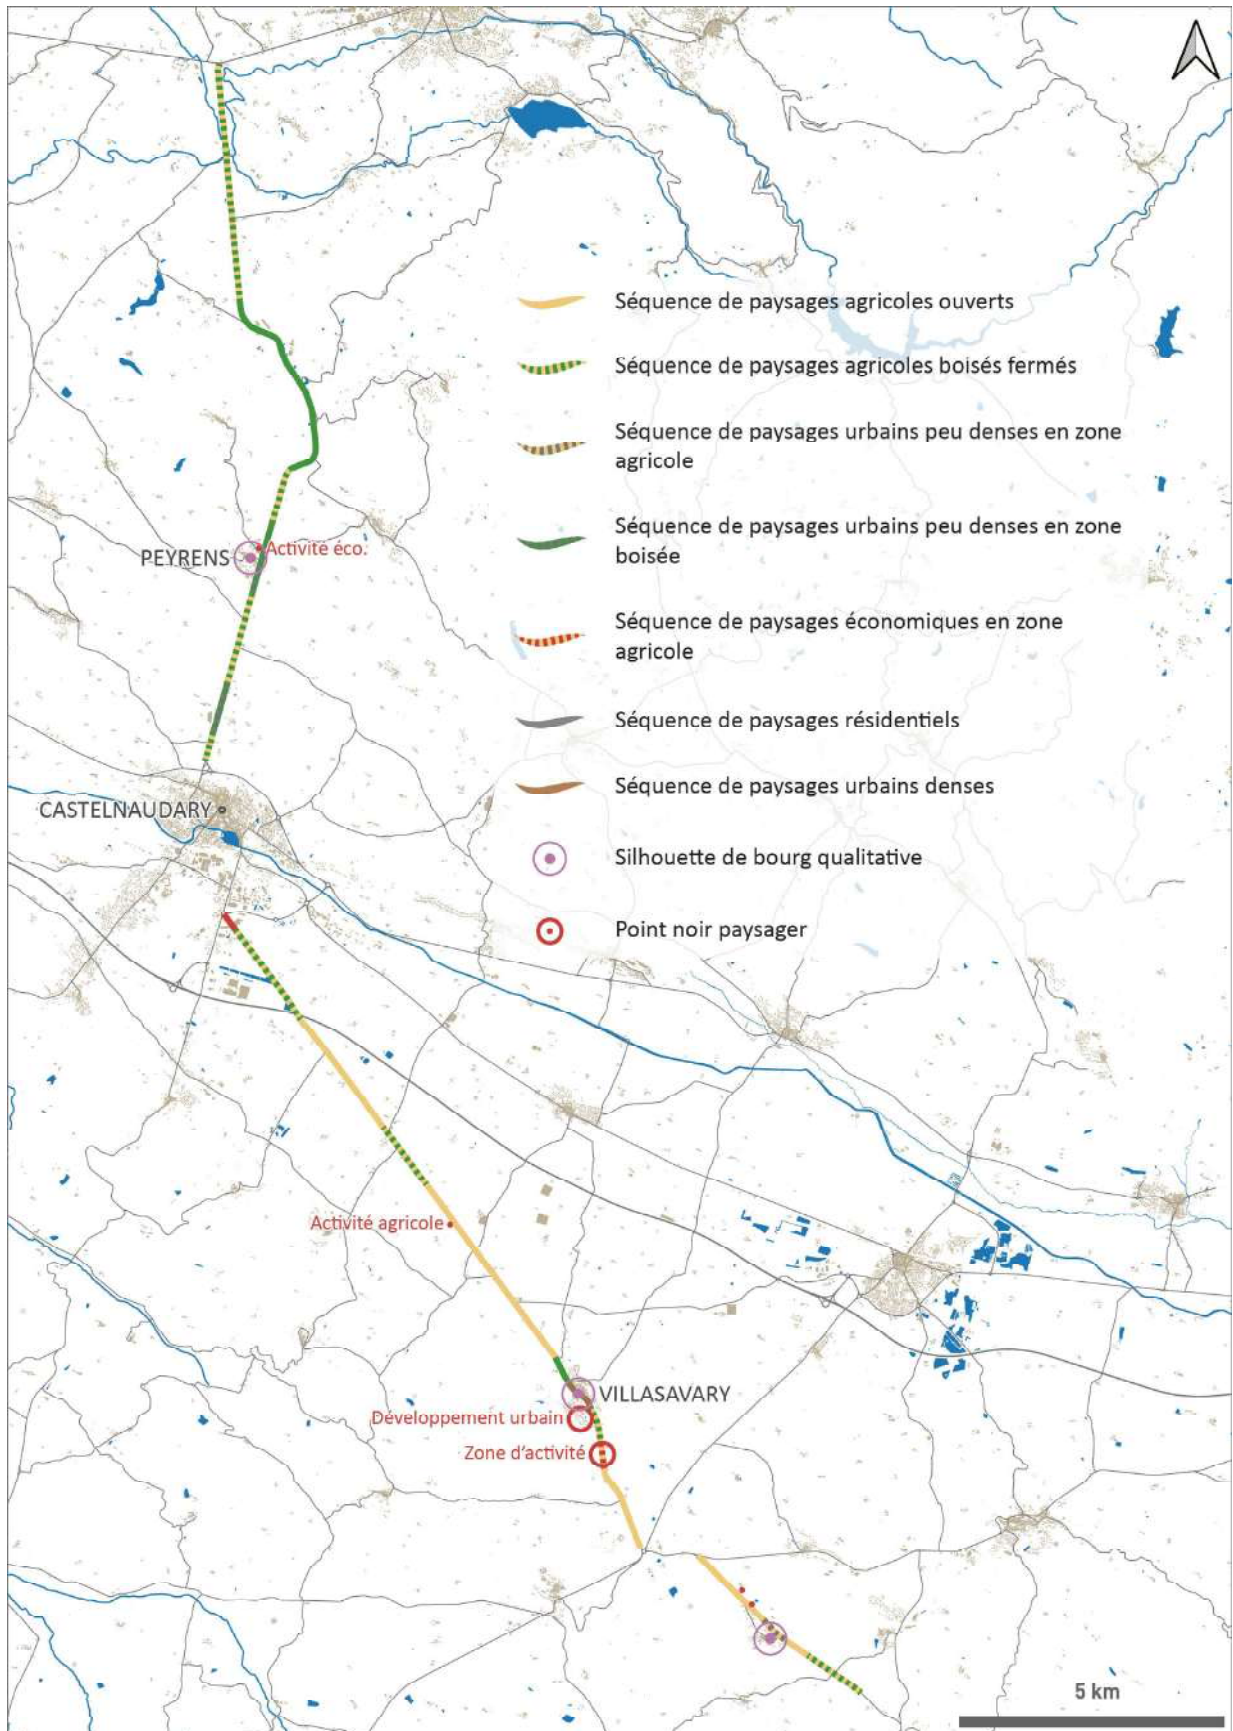 Séquence de paysages agricoles ouverts
Séquence de paysages agricoles boisés fermés
Séquence de paysages urbains peu denses en zone
agricole
Séquence de paysages urbains peu denses en zone
boisée
PEYRENS
Activité éco.
Séquence de paysages économiques en zone
agricole
Séquence de paysages résidentiels
Séquence de paysages urbains denses
CASTELNAUDARY
Silhouette de bourg qualitative
Point noir paysager
Activité agricole
VILLASAVARY
Développement urbain
Zone d'activité
5 km